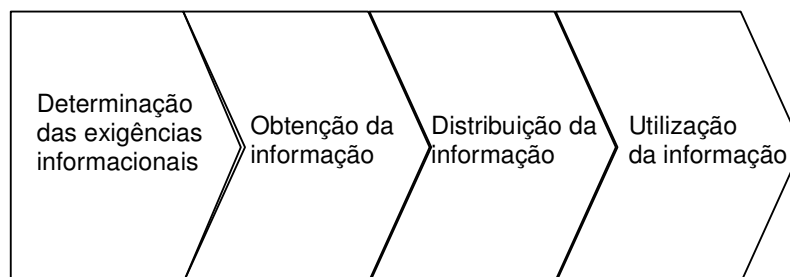 Determinação
das exigências
informacionais
Obtenção da
informação
Distribuição da
informação
Utilização
da informação